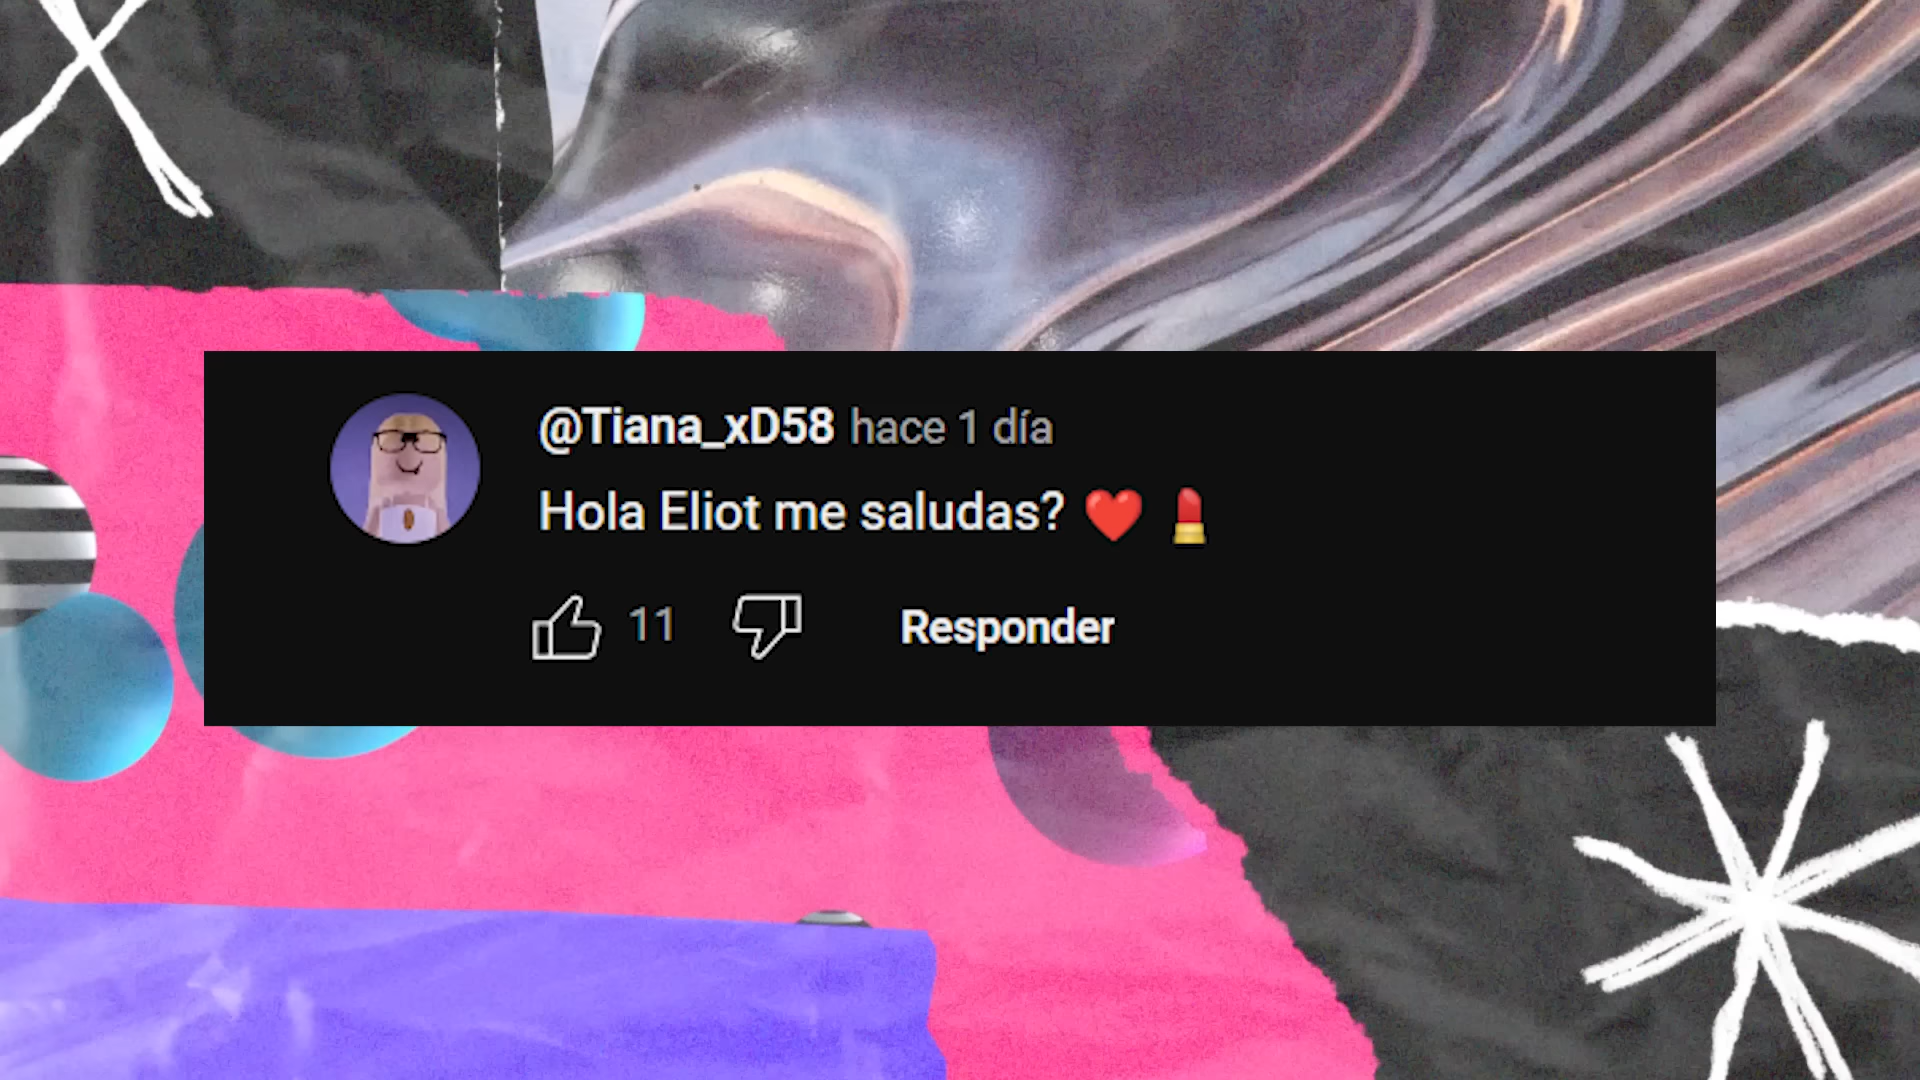 @Tiana_xD58 hace 1 día
Hola Eliot me saludas? ❤️ 💄
11 Responder